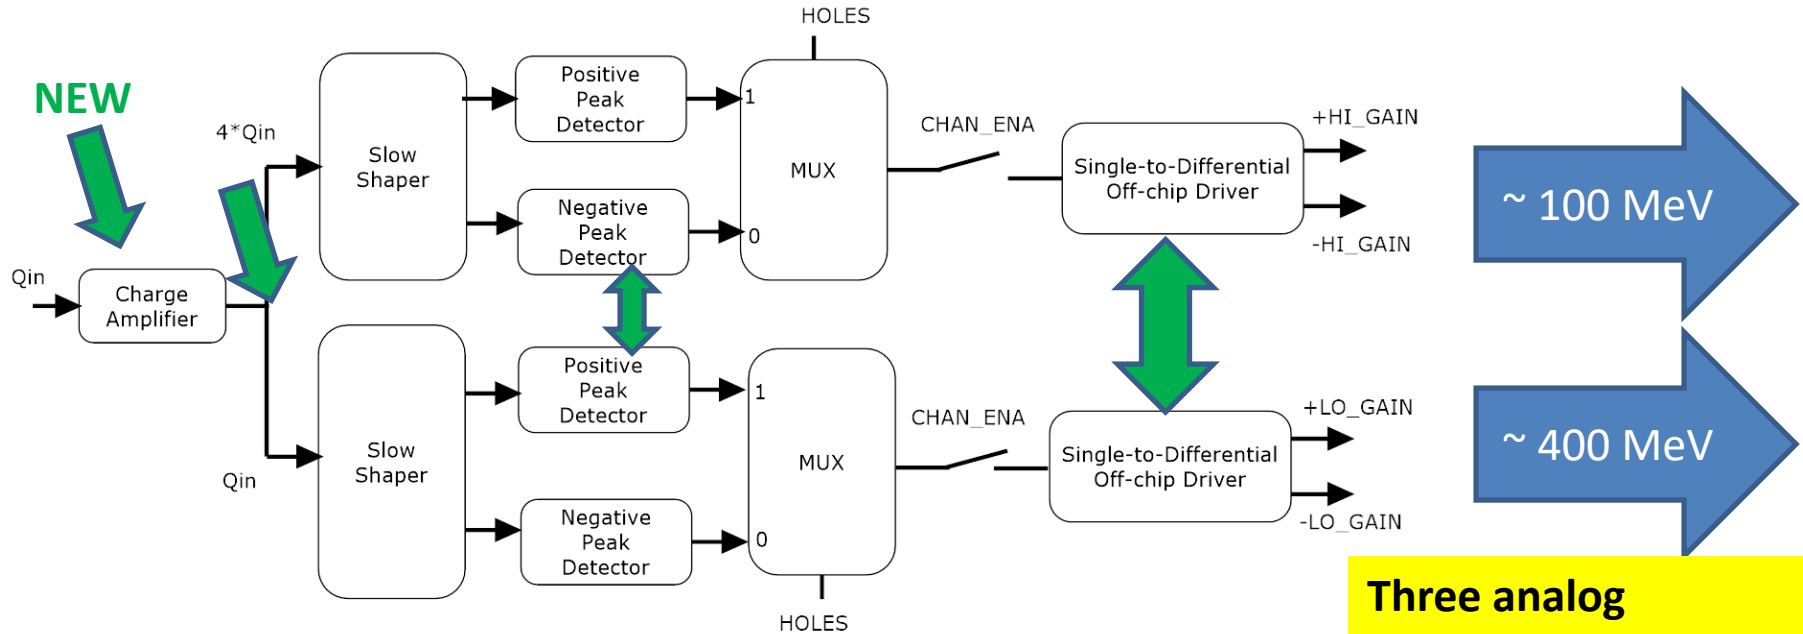 HOLES
NEW
4*Qin
Slow
Shaper
Positive
Peak
Detector
Negative
Peak
Detector
1
0
MUX
CHAN_ENA
Single-to-Differential
Off-chip Driver
+HI_GAIN
-HI_GAIN
~ 100 MeV
Qin
Charge
Amplifier
Qin
Slow
Shaper
Positive
Peak
Detector
Negative
Peak
Detector
1
0
MUX
HOLES
CHAN_ENA
Single-to-Differential
Off-chip Driver
+LO_GAIN
-LO_GAIN
~ 400 MeV
Three analog